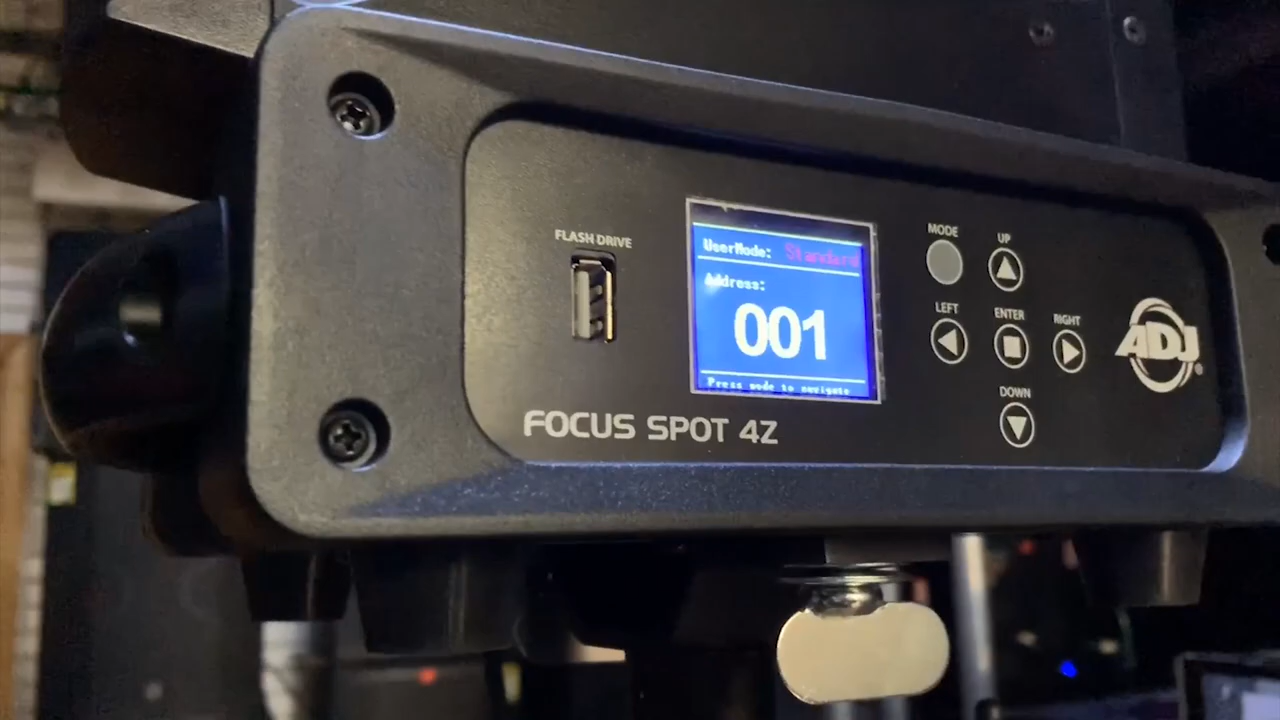 FLASH DRIVE
UserMode: Standard
Address:
001
Press mode to navigate
FOCUS SPOT 4Z
MODE
UP
LEFT
ENTER
RIGHT
DOWN
ADJ®